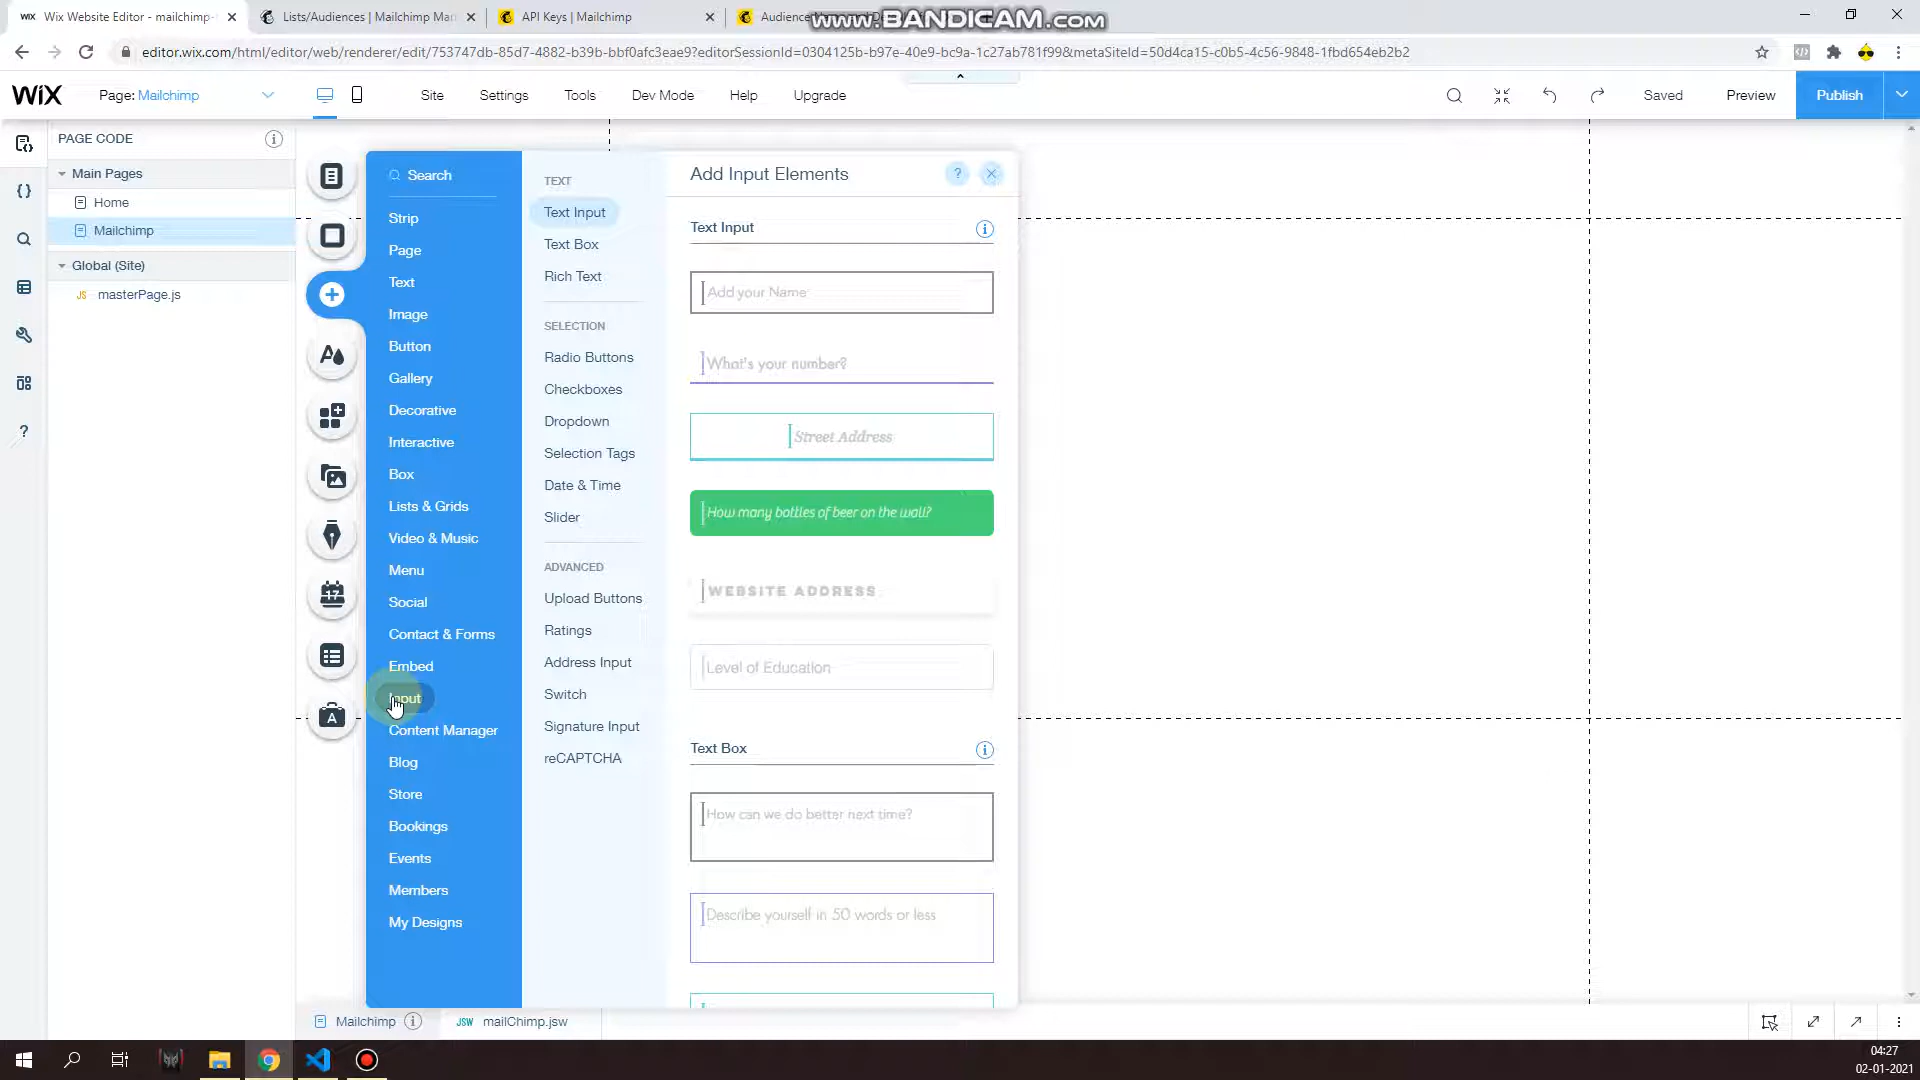 Wix Website Editor - mailchimp-
Lists/Audiences | Mailchimp Mar
API Keys | Mailchimp
Audience
www.BANDICAM.com
editor.wix.com/html/editor/web/renderer/edit/753747db-85d7-4882-b39b-bbf0afc3eae9?editorSessionId=0304125b-b97e-40e9-bc9a-1c27ab781f99&metaSiteId=50d4ca15-c0b5-4c56-9848-1fbd654eb2b2
WiX
Page: Mailchimp
Site
Settings
Tools
Dev Mode
Help
Upgrade
Saved
Preview
Publish
PAGE CODE
Main Pages
Home
Mailchimp
Global (Site)
JS masterPage.js
Search
Strip
Page
Text
Image
Button
Gallery
Decorative
Interactive
Box
Lists & Grids
Video & Music
Menu
Social
Contact & Forms
Embed
Input
Content Manager
Blog
Store
Bookings
Events
Members
My Designs
TEXT
Text Input
Text Box
Rich Text
SELECTION
Radio Buttons
Checkboxes
Dropdown
Selection Tags
Date & Time
Slider
ADVANCED
Upload Buttons
Ratings
Address Input
Switch
Signature Input
reCAPTCHA
Add Input Elements
Text Input
Add your Name
What's your number?
Street Address
How many bottles of beer on the wall?
WEBSITE ADDRESS
Level of Education
Text Box
How can we do better next time?
Describe yourself in 50 words or less
Mailchimp
JSW mailChimp.jsw
04:27
02-01-2021